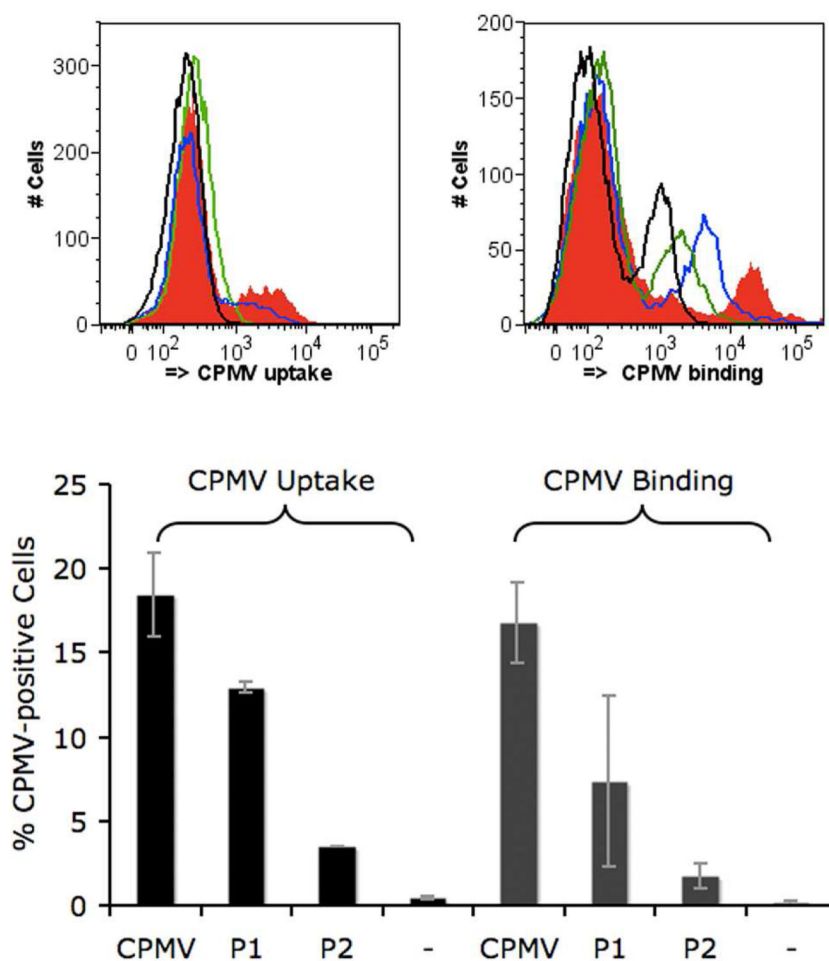 300
200
100
0
# Cells
0 10² 10³ 10⁴ 10⁵
=> CPMV uptake
200
150
100
50
0
# Cells
0 10² 10³ 10⁴ 10⁵
=> CPMV binding
CPMV Uptake
CPMV Binding
25
20
15
10
5
0
% CPMV-positive Cells
CPMV P1 P2 - CPMV P1 P2 -